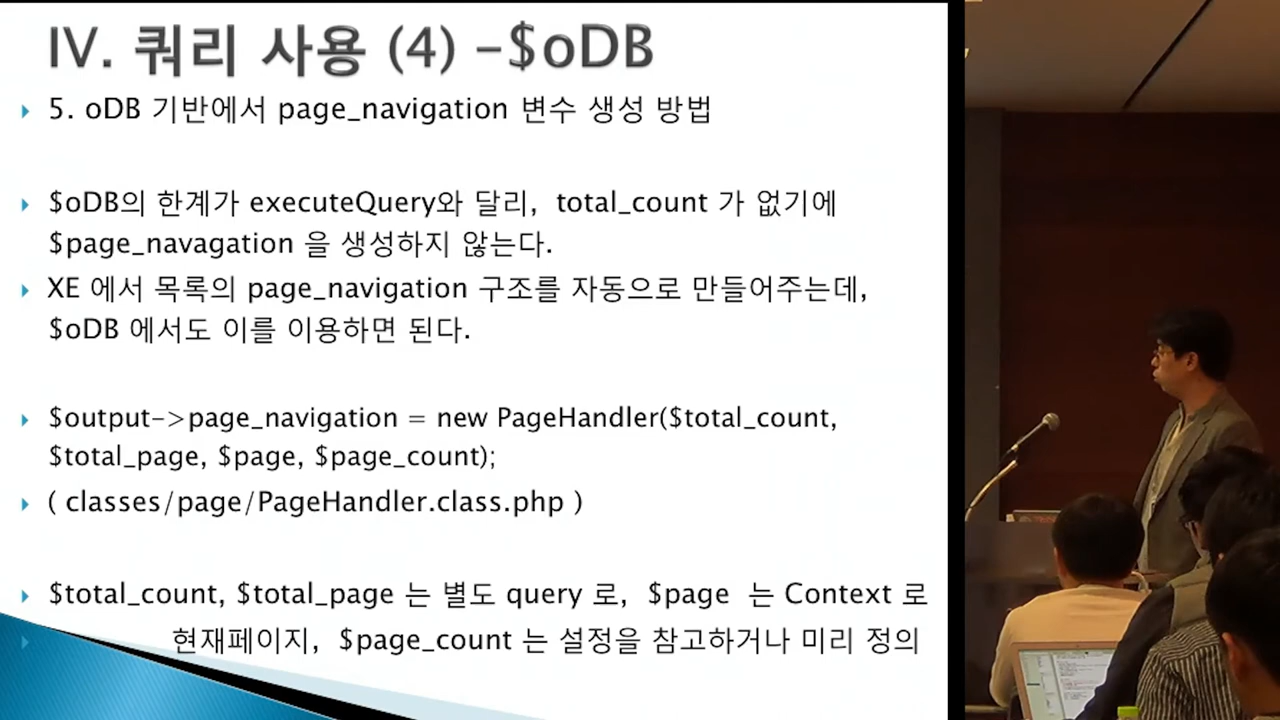 IV. 쿼리 사용 (4) -$oDB
5. oDB 기반에서 page_navigation 변수 생성 방법
$oDB의 한계가 executeQuery와 달리, total_count 가 없기에
$page_navagation 을 생성하지 않는다.
XE 에서 목록의 page_navigation 구조를 자동으로 만들어주는데,
$oDB 에서도 이를 이용하면 된다.
$output->page_navigation = new PageHandler($total_count,
$total_page, $page, $page_count);
( classes/page/PageHandler.class.php )
$total_count, $total_page 는 별도 query 로, $page 는 Context 로
현재페이지, $page_count 는 설정을 참고하거나 미리 정의